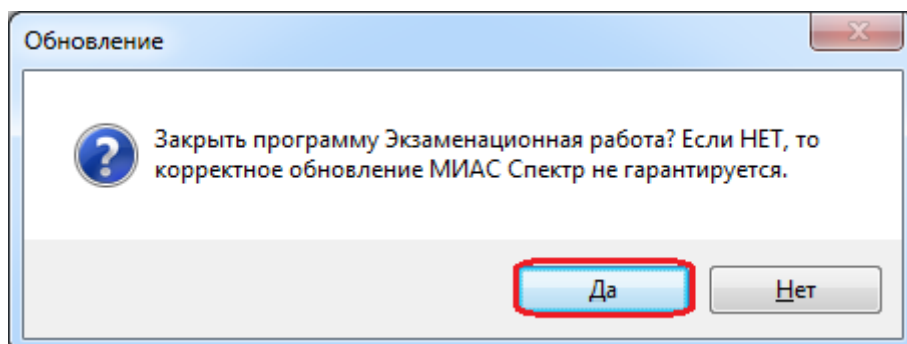 Обновление
Закрыть программу Экзаменационная работа? Если НЕТ, то
корректное обновление МИАС Спектр не гарантируется.
Да
Нет